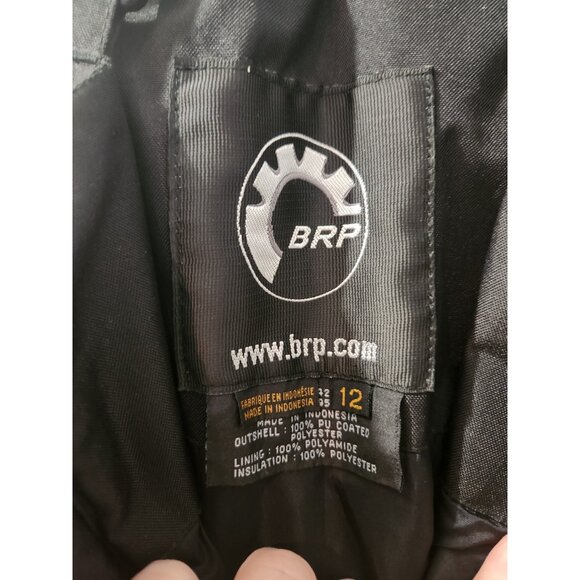 BRP
www.brp.com
FABRIQUE EN INDONÉSIE
MADE IN INDONESIA
12
MADE IN INDONESIA
OUTSHELL : 100% PU COATED
POLYESTER
LINING : 100% POLYAMIDE
INSULATION : 100% POLYESTER